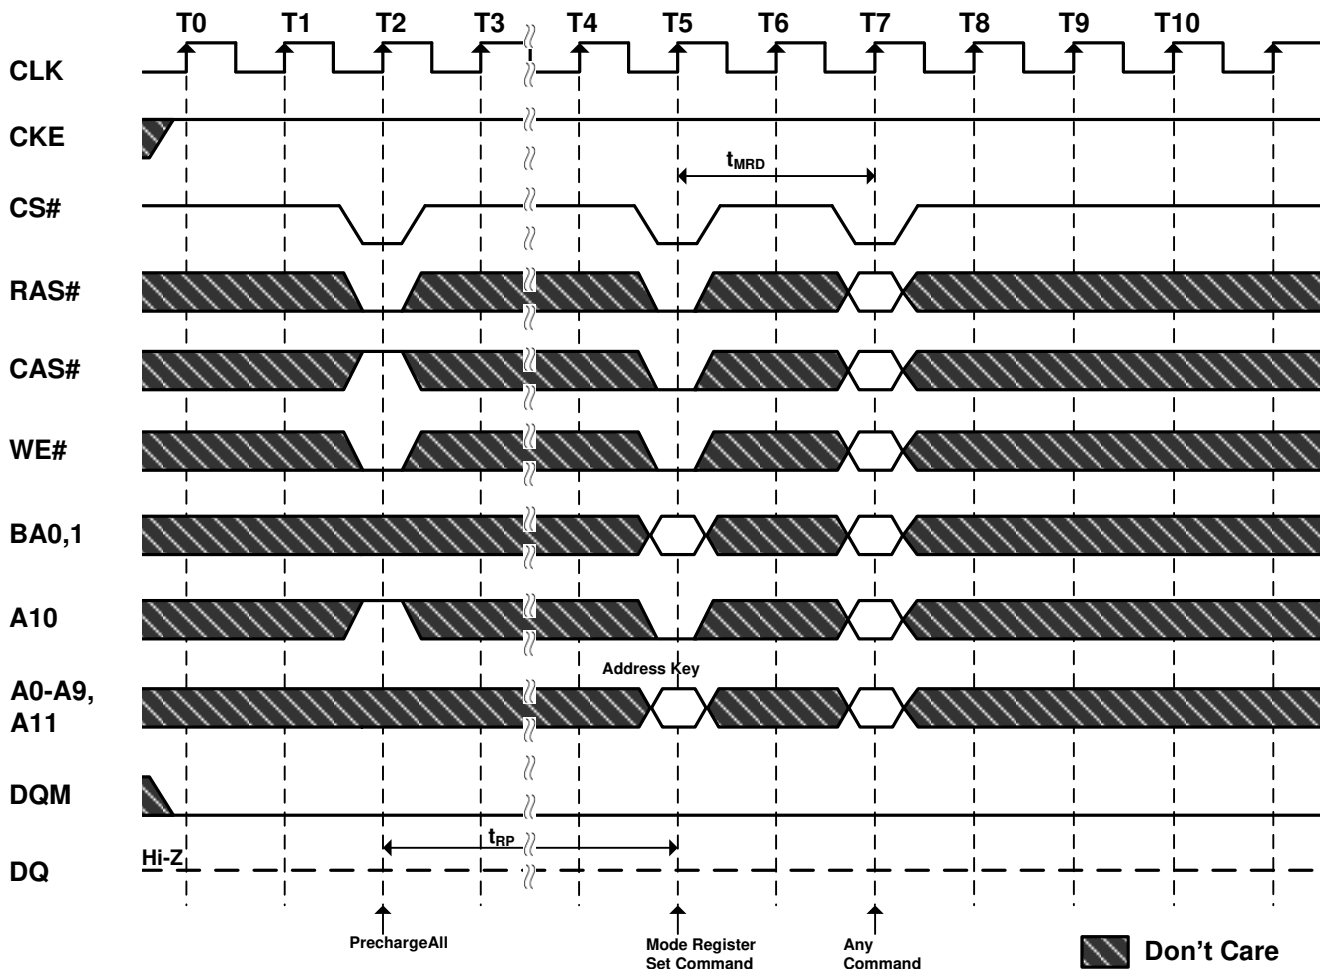 T0 T1 T2 T3 T4 T5 T6 T7 T8 T9 T10
CLK
CKE
tMRD
CS#
RAS#
CAS#
WE#
BA0,1
A10
Address Key
A0-A9,
A11
DQM
tRP
Hi-Z
DQ
PrechargeAll
Mode Register
Set Command
Any
Command
Don't Care